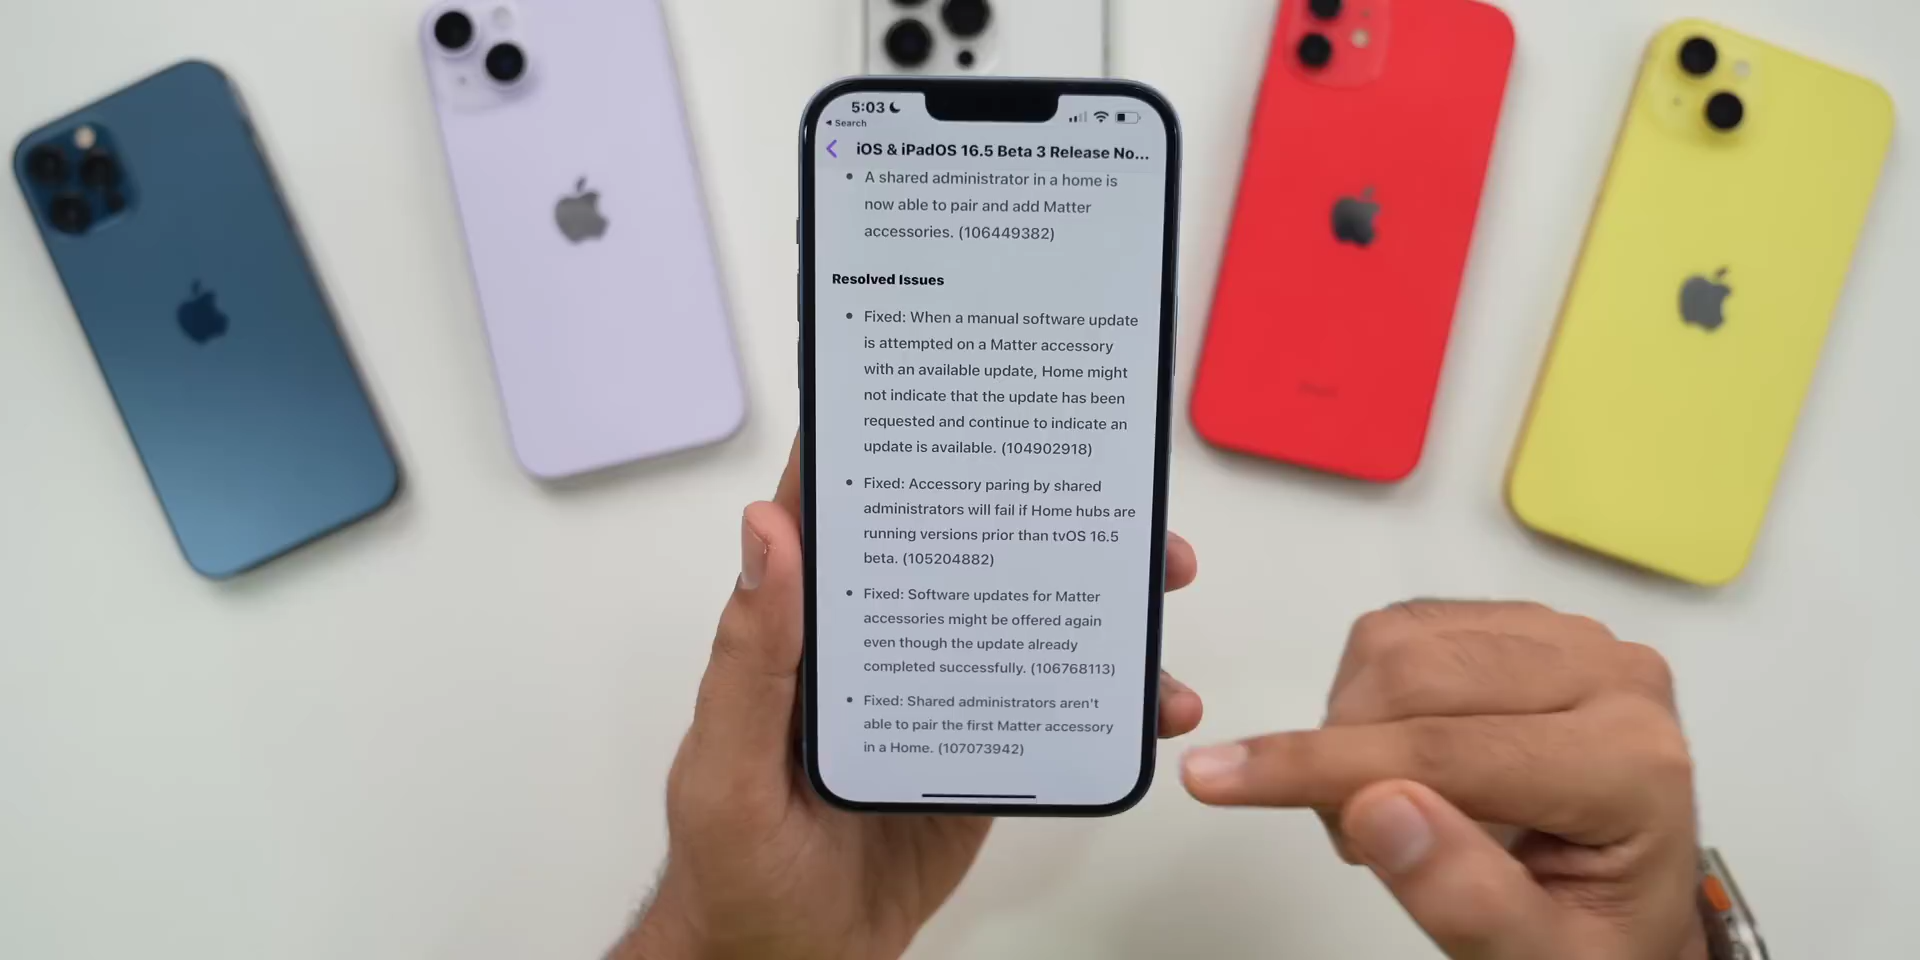 5:03
Search
iOS & iPadOS 16.5 Beta 3 Release No...
• A shared administrator in a home is
now able to pair and add Matter
accessories. (106449382)
Resolved Issues
• Fixed: When a manual software update
is attempted on a Matter accessory
with an available update, Home might
not indicate that the update has been
requested and continue to indicate an
update is available. (104902918)
• Fixed: Accessory paring by shared
administrators will fail if Home hubs are
running versions prior than tvOS 16.5
beta. (105204882)
• Fixed: Software updates for Matter
accessories might be offered again
even though the update already
completed successfully. (106768113)
• Fixed: Shared administrators aren't
able to pair the first Matter accessory
in a Home. (107073942)